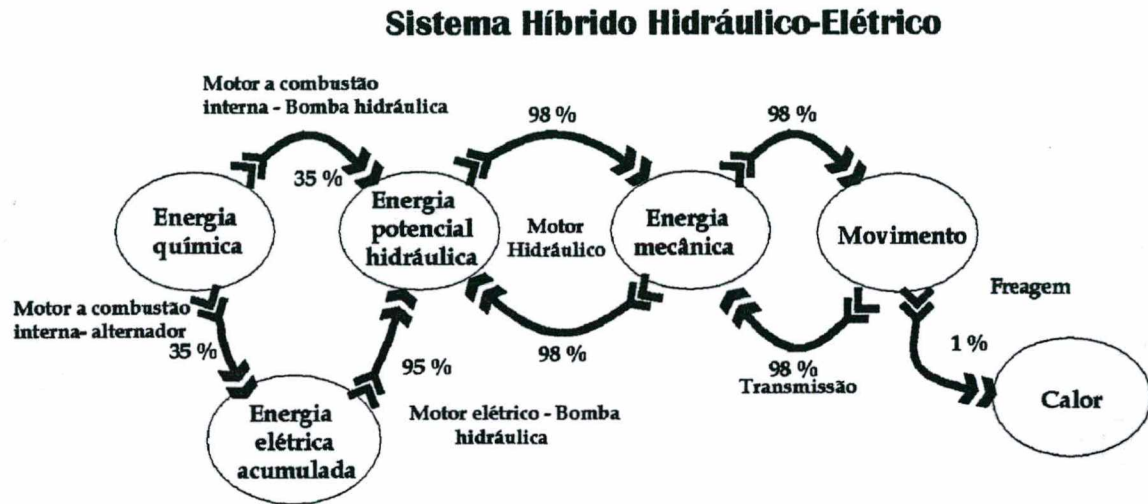 Sistema Híbrido Hidráulico-Elétrico
Motor a combustão
interna - Bomba hidráulica
98 %
98 %
35 %
Energia
química
Energia
potencial
hidráulica
Motor
Hidráulico
Energia
mecânica
Movimento
Freagem
Motor a combustão
interna- alternador
35 %
95 %
98 %
98 %
Transmissão
1 %
Calor
Energia
elétrica
acumulada
Motor elétrico - Bomba
hidráulica